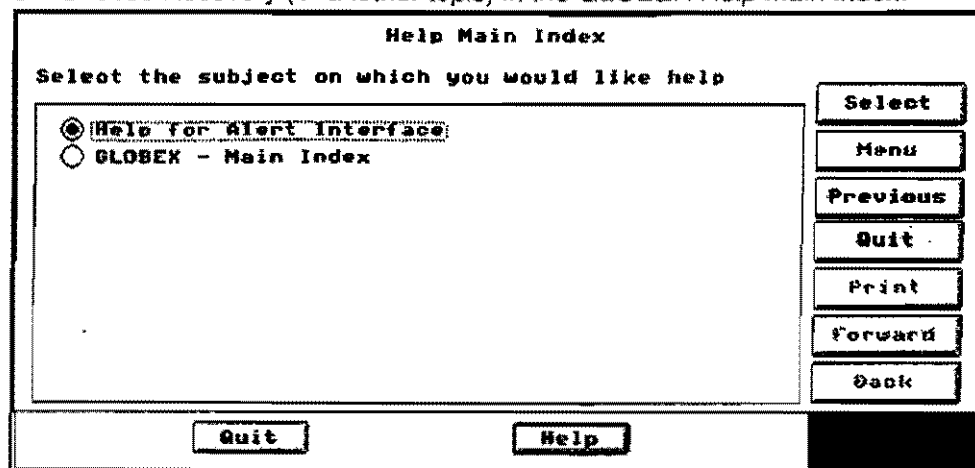 Help Main Index
Select the subject on which you would like help
Help for Alert Interface
GLOBEX - Main Index
Select
Menu
Previous
Quit
Print
Forward
Back
Quit
Help